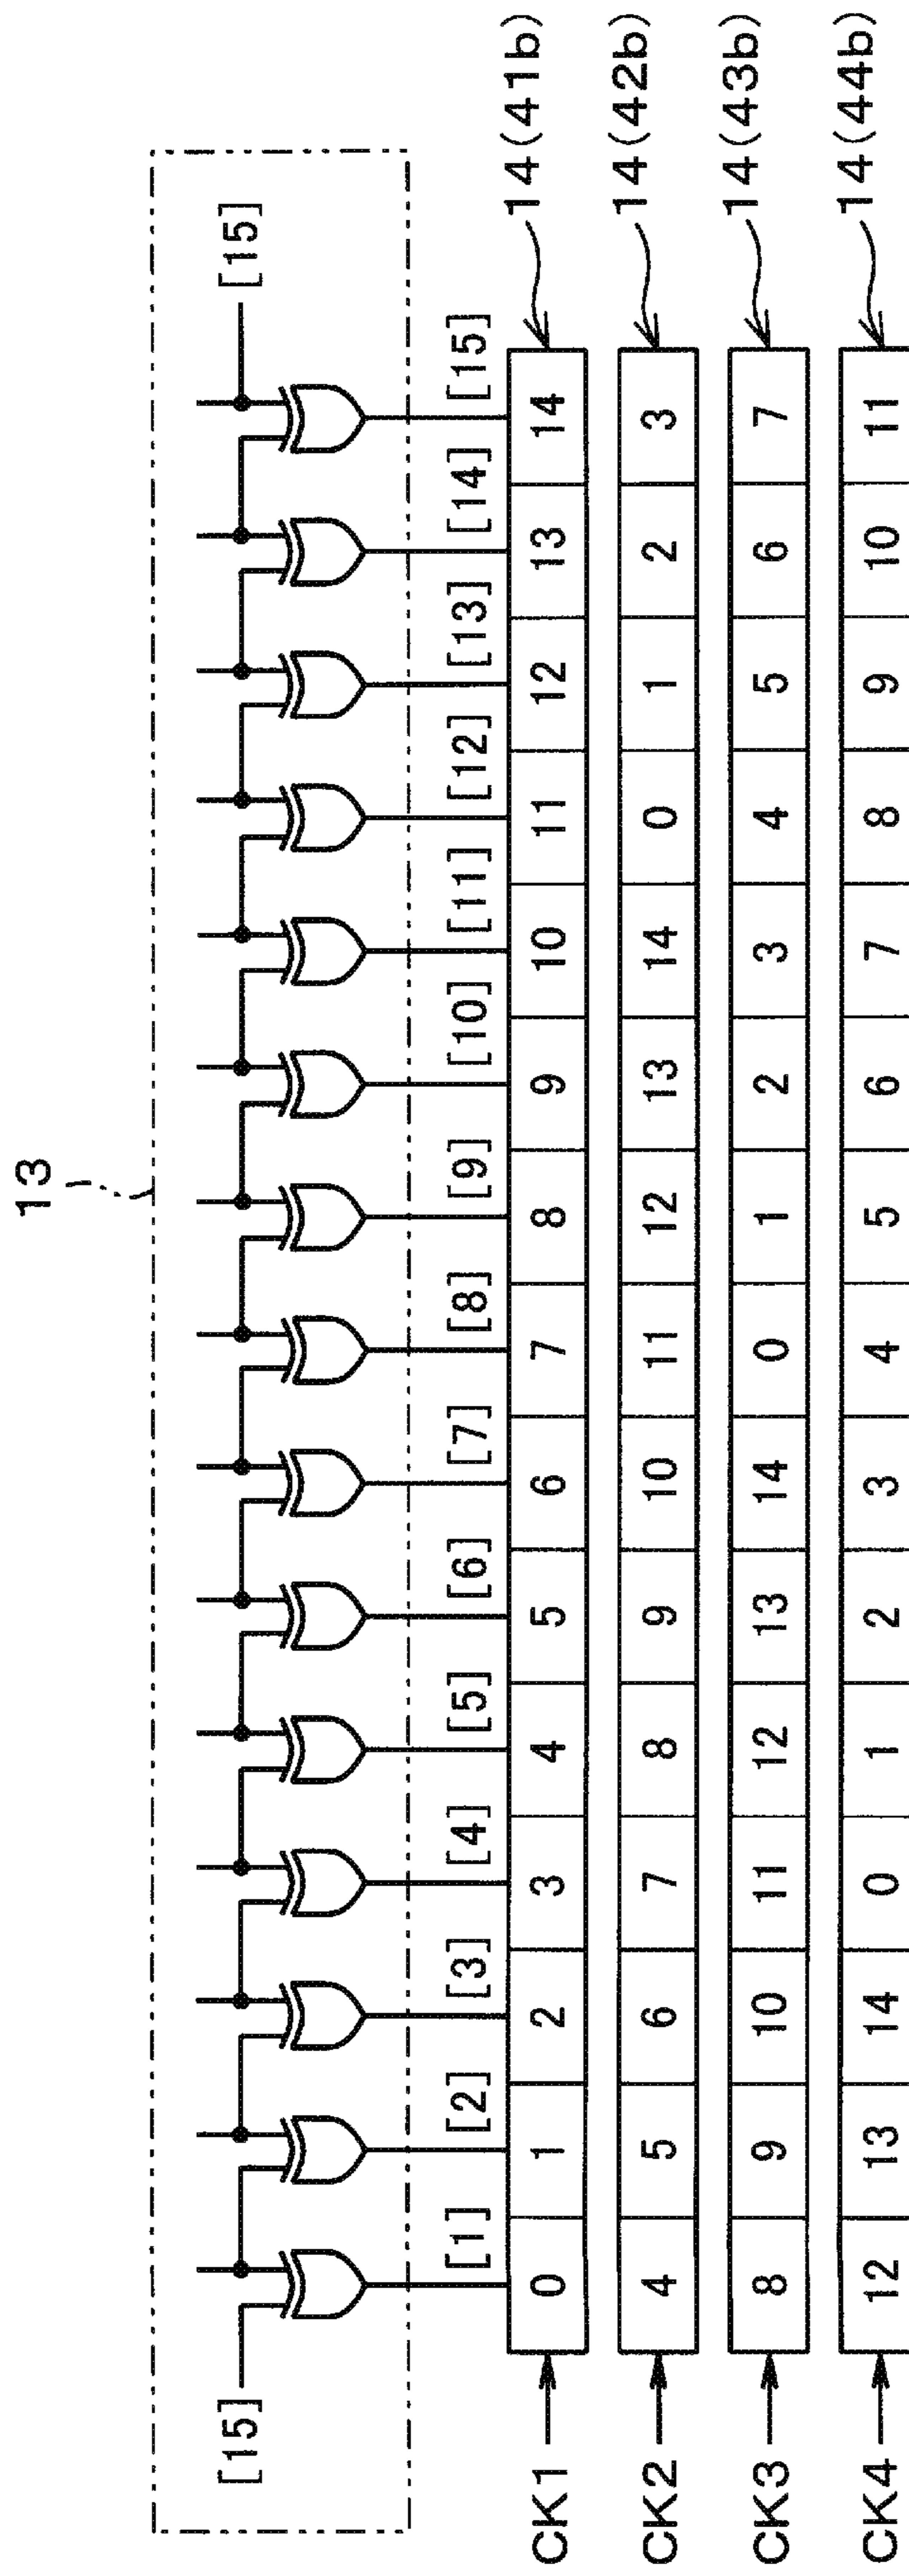 13
[15] [15]
[1] [2] [3] [4] [5] [6] [7] [8] [9] [10] [11] [12] [13] [14] [15]
CK1 0 1 2 3 4 5 6 7 8 9 10 11 12 13 14 14(41b)
CK2 4 5 6 7 8 9 10 11 12 13 14 0 1 2 3 14(42b)
CK3 8 9 10 11 12 13 14 0 1 2 3 4 5 6 7 14(43b)
CK4 12 13 14 0 1 2 3 4 5 6 7 8 9 10 11 14(44b)